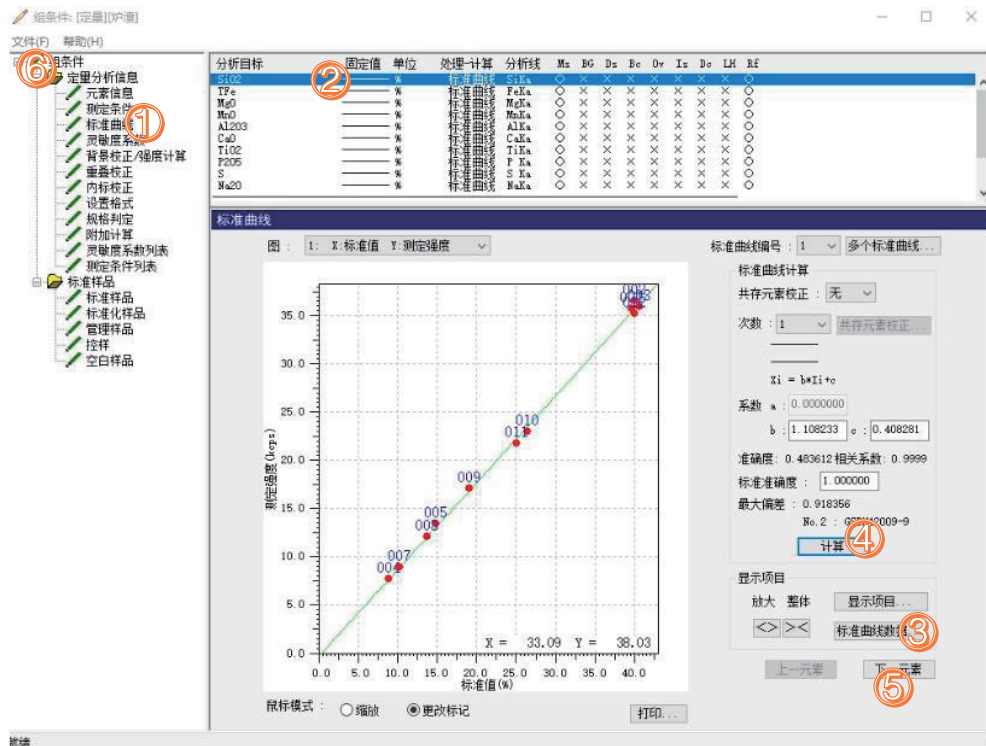 组条件: [定量][炉渣]
文件(F) 帮助(H)
组条件
定量分析信息
元素信息
测定条件
标准曲线
灵敏度系数
背景校正/强度计算
重叠校正
内标校正
设置格式
规格判定
附加计算
灵敏度系数列表
测定条件列表
标准样品
标准样品
标准化样品
管理样品
控样
空白样品
⑥
①
分析目标 固定值 单位 处理-计算 分析线 Ms BG Ds Bc Ov Is Dc LH Rf
SiO2 ② % 标准曲线 SiKa ○ × × × × × × × ○
TFe % 标准曲线 FeKa ○ × × × × × × × ○
MgO % 标准曲线 MgKa ○ × × × × × × × ○
MnO % 标准曲线 MnKa ○ × × × × × × × ○
Al2O3 % 标准曲线 AlKa ○ × × × × × × × ○
CaO % 标准曲线 CaKa ○ × × × × × × × ○
TiO2 % 标准曲线 TiKa ○ × × × × × × × ○
P2O5 % 标准曲线 P Ka ○ × × × × × × × ○
S % 标准曲线 S Ka ○ × × × × × × × ○
Na2O % 标准曲线 NaKa ○ × × × × × × × ○
标准曲线
图 : 1: X:标准值 Y:测定强度
标准曲线编号 : 1 多个标准曲线...
35.0
30.0
25.0
20.0
15.0
10.0
5.0
0.0
测定强度(kcps)
010
011
009
005
007
004
X = 33.09 Y = 38.03
0.0 5.0 10.0 15.0 20.0 25.0 30.0 35.0 40.0
标准值(%)
鼠标模式 : 缩放 更改标记
打印...
标准曲线计算
共存元素校正 : 无
次数 : 1 共存元素校正...
Xi = b*Ii+c
系数 a : 0.0000000
b : 1.108233 c : 0.408281
准确度: 0.483612 相关系数: 0.9999
标准准确度 : 1.000000
最大偏差 : 0.918356
计算 ④
显示项目
放大 整体 显示项目...
<> >< 标准曲线数据 ③
上一元素 下一元素
⑤
就绪